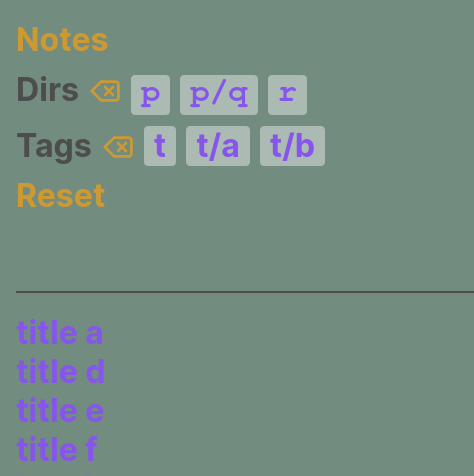 Notes
Dirs p p/q r
Tags t t/a t/b
Reset
title a
title d
title e
title f